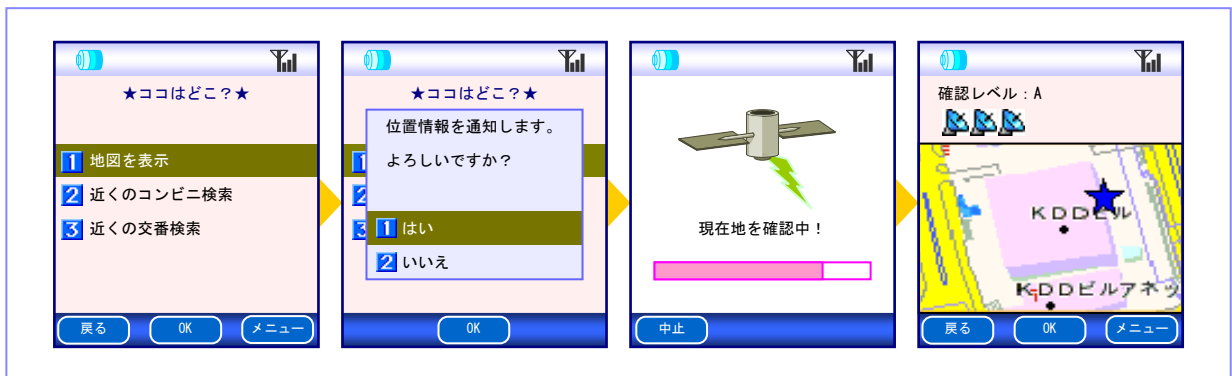 ★ココはどこ?★
1 地図を表示
2 近くのコンビニ検索
3 近くの交番検索
戻る
OK
メニュー
★ココはどこ?★
位置情報を通知します。
よろしいですか?
1
2
3
1 はい
2 いいえ
OK
現在地を確認中!
中止
確認レベル:A
KDDビル
KDDビルアネッ
戻る
OK
メニュー